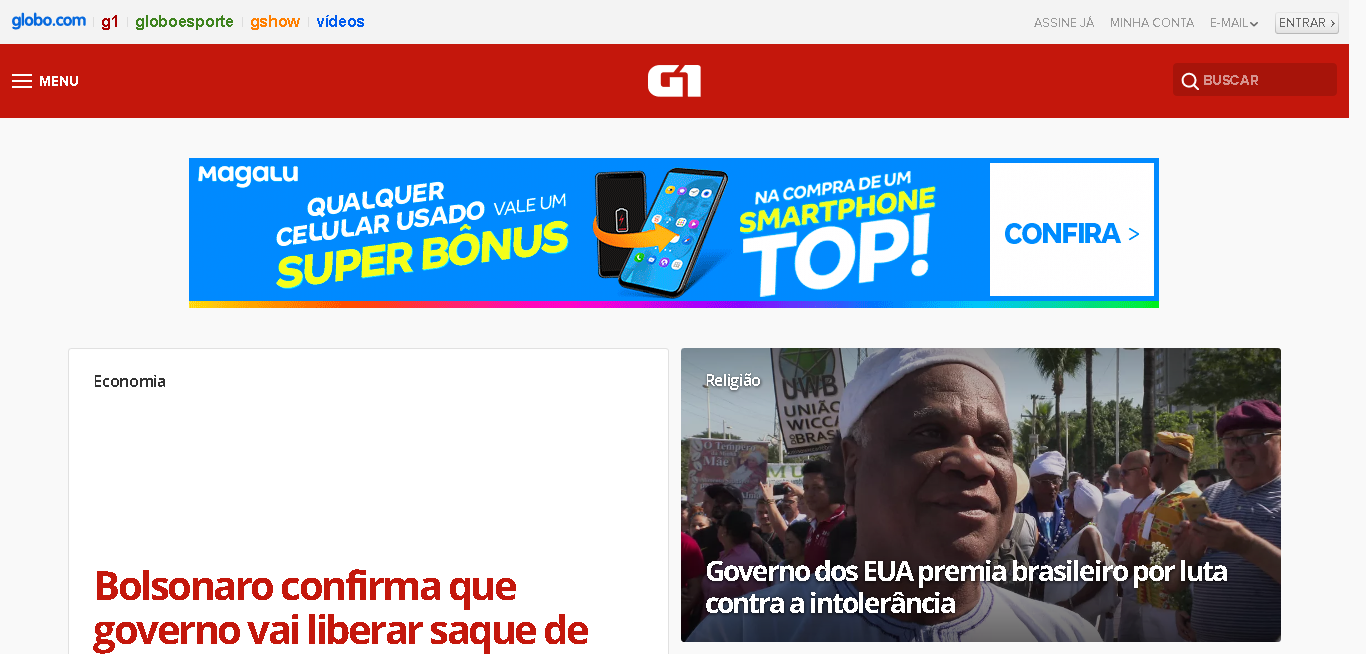 globo.com g1 globoesporte gshow vídeos ASSINE JÁ MINHA CONTA E-MAIL ENTRAR ›
MENU G1 BUSCAR
MAGALU
QUALQUER
CELULAR USADO VALE UM
SUPER BÔNUS
NA COMPRA DE UM
SMARTPHONE
TOP!
CONFIRA >
Economia
Bolsonaro confirma que
governo vai liberar saque de
Religião
UWB
UNIÃO
WICCA
DO BRASIL
Mãe
Governo dos EUA premia brasileiro por luta
contra a intolerância